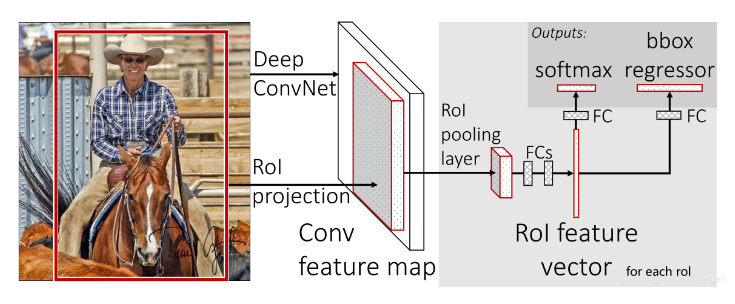 Outputs:
bbox
softmax regressor
Deep
ConvNet
FC
FC
RoI
pooling
layer
FCs
RoI
projection
Conv
feature map
RoI feature
vector for each roI